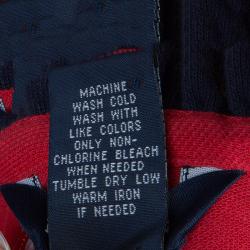 MACHINE
WASH COLD
WASH WITH
LIKE COLORS
ONLY NON-
CHLORINE BLEACH
WHEN NEEDED
TUMBLE DRY LOW
WARM IRON
IF NEEDED